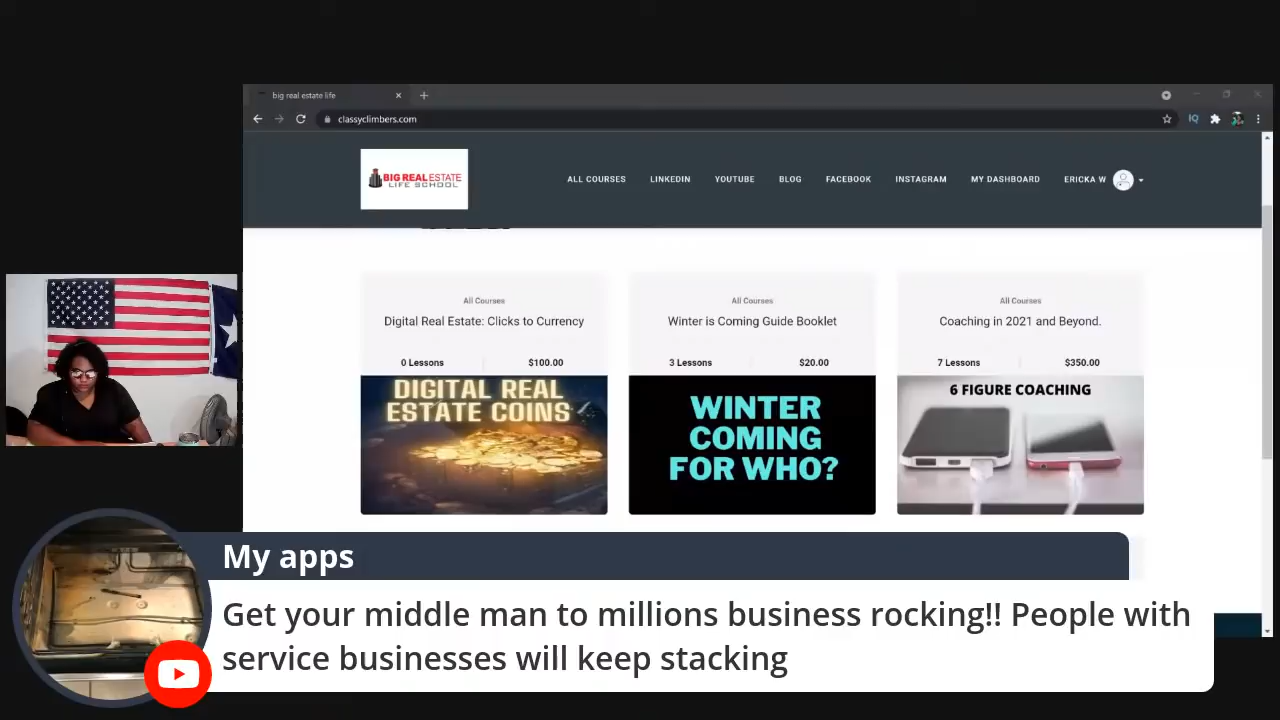 big real estate life
classyclimbers.com
IQ
BIG REAL ESTATE
LIFE SCHOOL
ALL COURSES
LINKEDIN
YOUTUBE
BLOG
FACEBOOK
INSTAGRAM
MY DASHBOARD
ERICKA W
All Courses
Digital Real Estate: Clicks to Currency
0 Lessons
$100.00
DIGITAL REAL
ESTATE COINS
All Courses
Winter is Coming Guide Booklet
3 Lessons
$20.00
WINTER
COMING
FOR WHO?
All Courses
Coaching in 2021 and Beyond.
7 Lessons
$350.00
6 FIGURE COACHING
My apps
Get your middle man to millions business rocking!! People with
service businesses will keep stacking